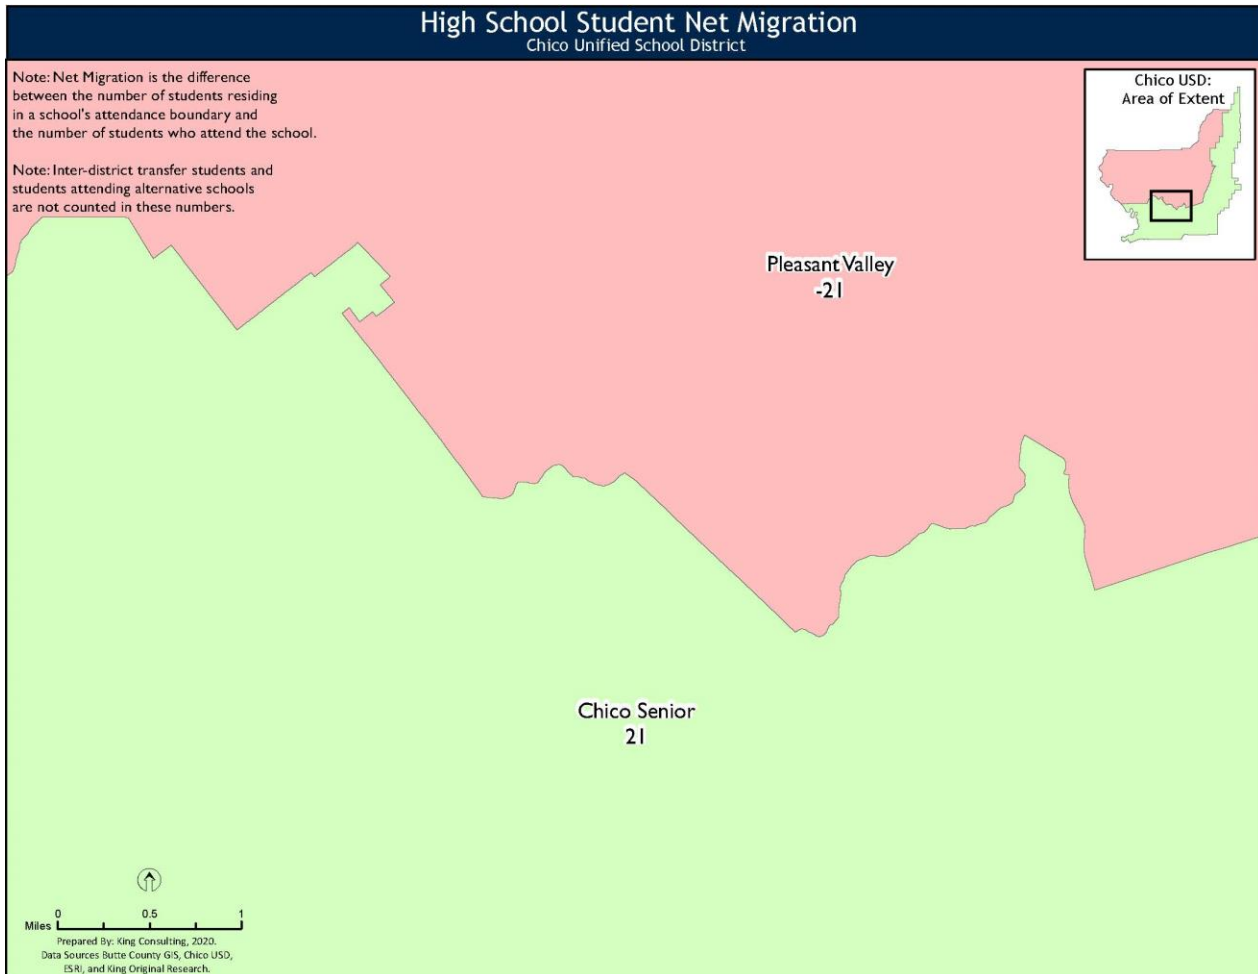 High School Student Net Migration
Chico Unified School District
Note: Net Migration is the difference
between the number of students residing
in a school's attendance boundary and
the number of students who attend the school.
Note: Inter-district transfer students and
students attending alternative schools
are not counted in these numbers.
Chico USD:
Area of Extent
Pleasant Valley
-21
Chico Senior
21
0 0.5 1
Miles
Prepared By: King Consulting, 2020.
Data Sources Butte County GIS, Chico USD,
ESRI, and King Original Research.